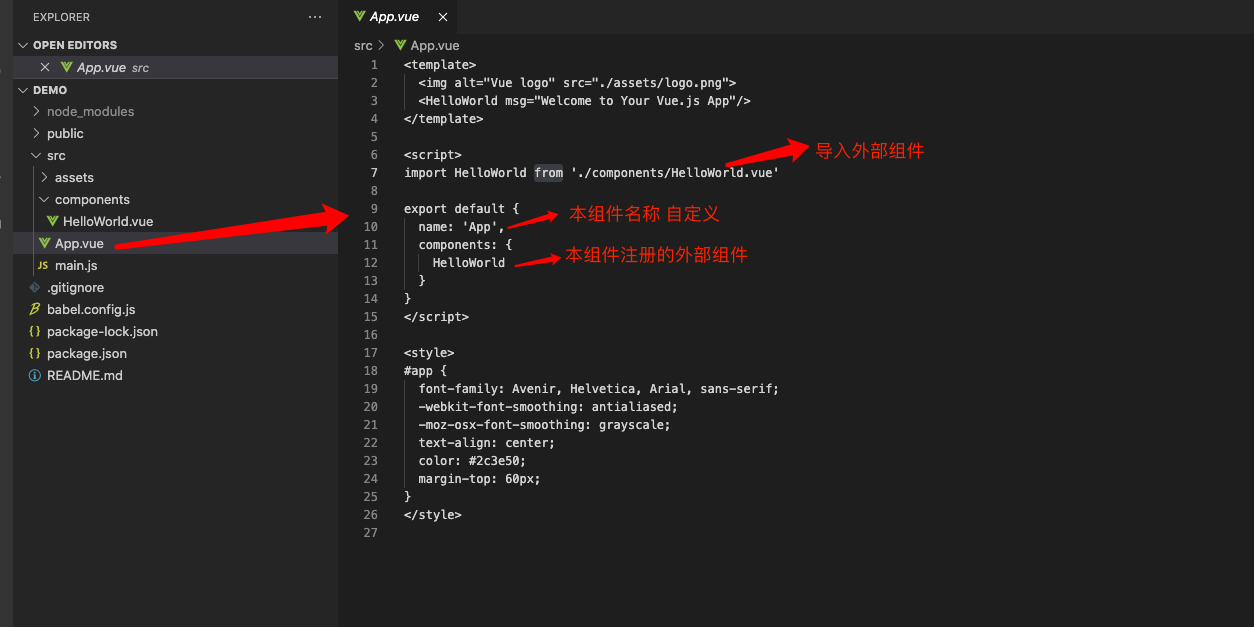 EXPLORER
OPEN EDITORS
App.vue src
DEMO
node_modules
public
src
assets
components
HelloWorld.vue
App.vue
JS main.js
.gitignore
babel.config.js
{} package-lock.json
{} package.json
README.md
App.vue
src > App.vue
1 <template>
2 <img alt="Vue logo" src="./assets/logo.png">
3 <HelloWorld msg="Welcome to Your Vue.js App"/>
4 </template>
5
6 <script>
导入外部组件
7 import HelloWorld from './components/HelloWorld.vue'
8
9 export default {
本组件名称 自定义
10 name: 'App',
11 components: {
本组件注册的外部组件
12 HelloWorld
13 }
14 }
15 </script>
16
17 <style>
18 #app {
19 font-family: Avenir, Helvetica, Arial, sans-serif;
20 -webkit-font-smoothing: antialiased;
21 -moz-osx-font-smoothing: grayscale;
22 text-align: center;
23 color: #2c3e50;
24 margin-top: 60px;
25 }
26 </style>
27